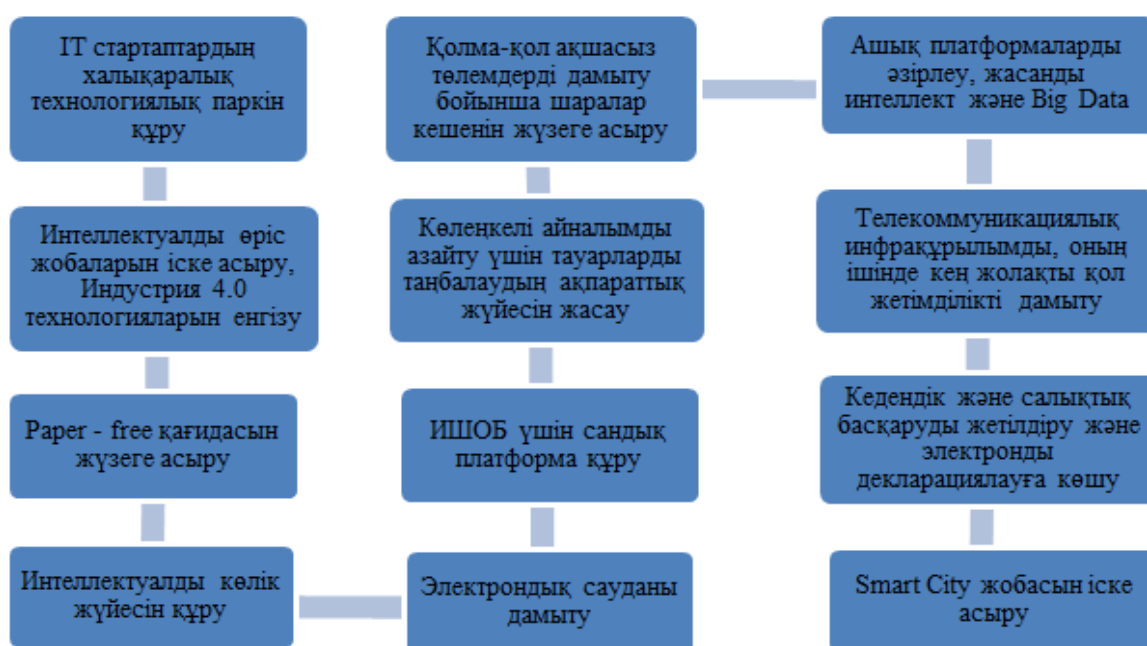 IT стартаптардың
халықаралық
технологиялық паркін
құру
Интеллектуалды өріс
жобаларын іске асыру,
Индустрия 4.0
технологияларын енгізу
Paper - free қағидасын
жүзеге асыру
Интеллектуалды көлік
жүйесін құру
Электрондық сауданы
дамыту
ИШОБ үшін сандық
платформа құру
Көлеңкелі айналымды
азайту үшін тауарларды
таңбалаудың ақпараттық
жүйесін жасау
Қолма-қол ақшасыз
төлемдерді дамыту
бойынша шаралар
кешенін жүзеге асыру
Ашық платформаларды
әзірлеу, жасанды
интеллект және Big Data
Телекоммуникациялық
инфрақұрылымды, оның
ішінде кең жолақты қол
жетімділікті дамыту
Кедендік және салықтық
басқаруды жетілдіру және
электронды
декларациялауға көшу
Smart City жобасын іске
асыру